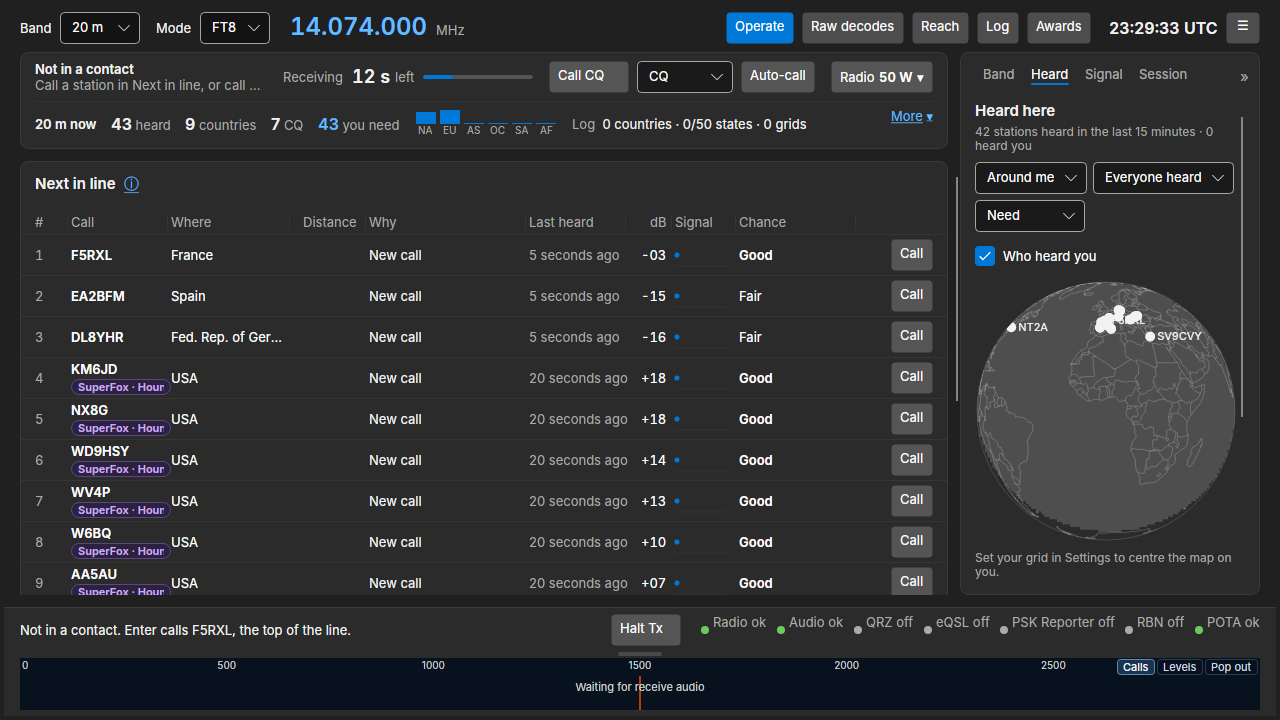 Band 20 m Mode FT8 14.074.000 MHz Operate Raw decodes Reach Log Awards 23:29:33 UTC ☰
Not in a contact
Call a station in Next in line, or call ...
Receiving 12 s left Call CQ CQ Auto-call Radio 50 W ▾
20 m now 43 heard 9 countries 7 CQ 43 you need NA EU AS OC SA AF Log 0 countries · 0/50 states · 0 grids More ▾
Next in line ⓘ
# Call Where Distance Why Last heard dB Signal Chance
1 F5RXL France New call 5 seconds ago -03 Good Call
2 EA2BFM Spain New call 5 seconds ago -15 Fair Call
3 DL8YHR Fed. Rep. of Ger... New call 5 seconds ago -16 Fair Call
4 KM6JD SuperFox · Hour USA New call 20 seconds ago +18 Good Call
5 NX8G SuperFox · Hour USA New call 20 seconds ago +18 Good Call
6 WD9HSY SuperFox · Hour USA New call 20 seconds ago +14 Good Call
7 WV4P SuperFox · Hour USA New call 20 seconds ago +13 Good Call
8 W6BQ SuperFox · Hour USA New call 20 seconds ago +10 Good Call
9 AA5AU SuperFox · Hour USA New call 20 seconds ago +07 Good Call
Band Heard Signal Session »
Heard here
42 stations heard in the last 15 minutes · 0
heard you
Around me Everyone heard
Need
Who heard you
NT2A
SV9CVY
Set your grid in Settings to centre the map on
you.
Not in a contact. Enter calls F5RXL, the top of the line. Halt Tx Radio ok Audio ok QRZ off eQSL off PSK Reporter off RBN off POTA ok
0 500 1000 1500 2000 2500 Calls Levels Pop out
Waiting for receive audio